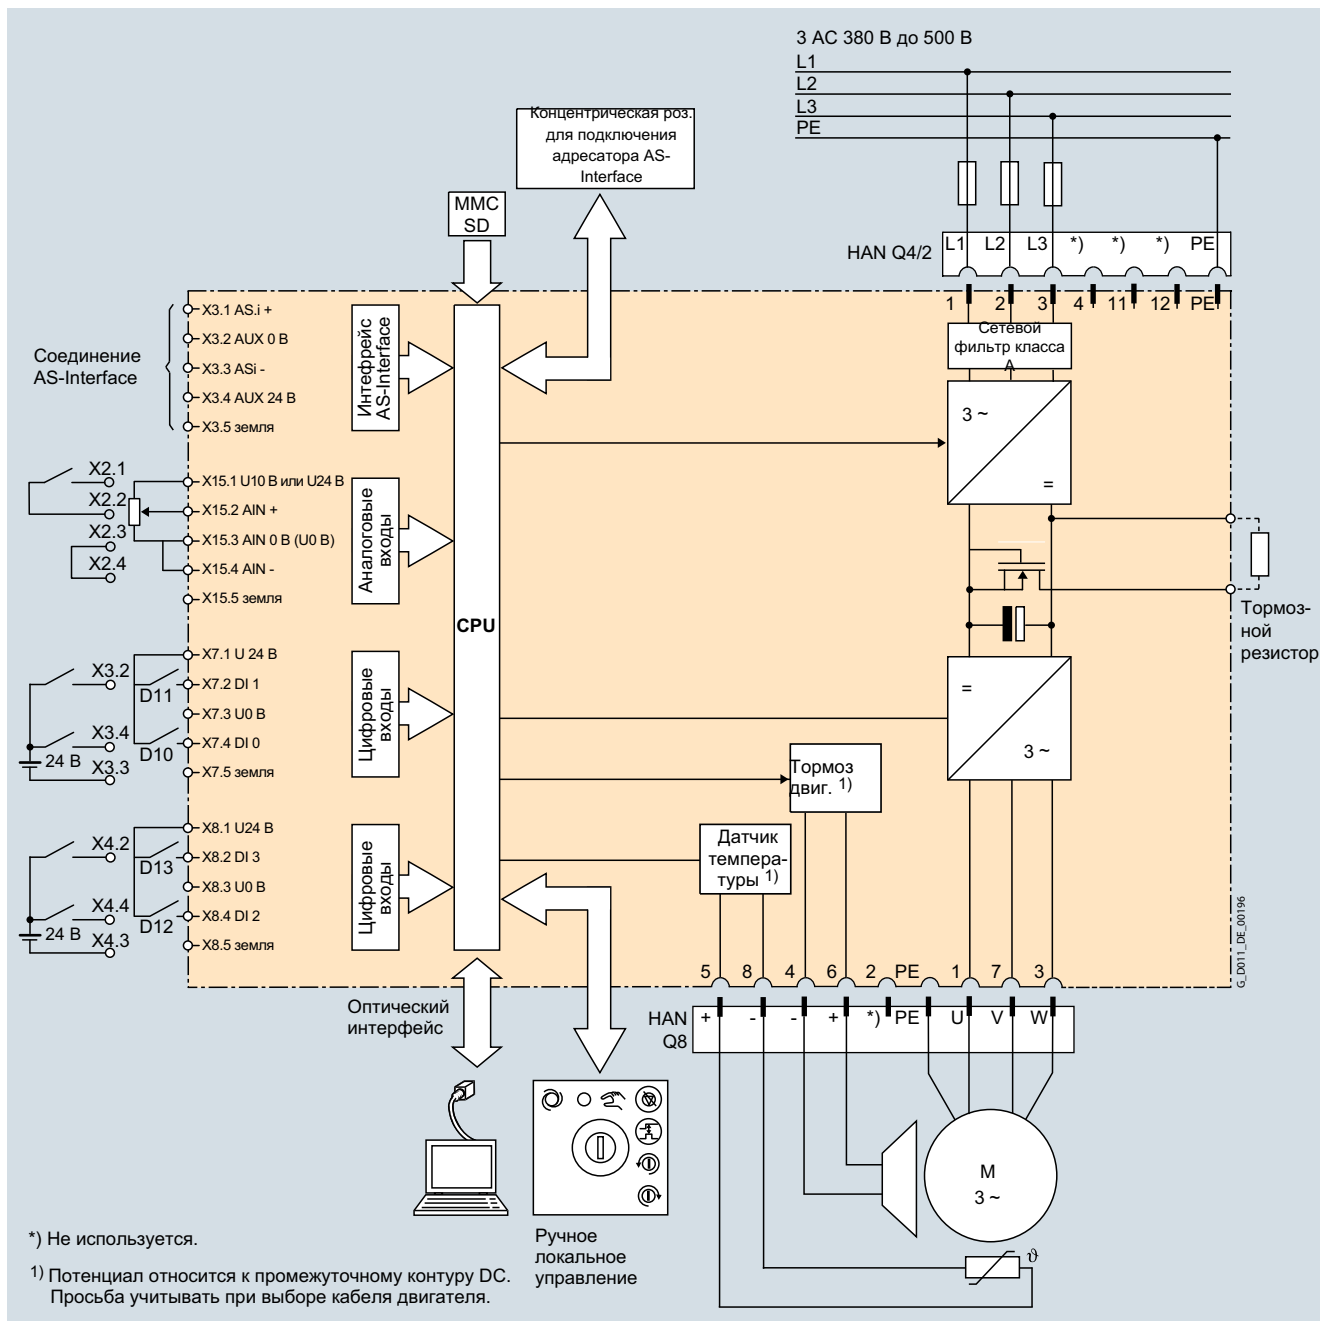 3 AC 380 В до 500 В
L1
L2
L3
PE
Концентрическая роз.
для подключения
адресатора AS-
Interface
MMC
SD
HAN Q4/2
L1 L2 L3 *) *) *) PE
1 2 3 4 11 12 PE
Сетевой
фильтр класса
A
3 ~
=
Соединение
AS-Interface
X3.1 AS.i +
X3.2 AUX 0 В
X3.3 ASi -
X3.4 AUX 24 В
X3.5 земля
Интефрейс
AS-Interface
X2.1
X2.2
X2.3
X2.4
X15.1 U10 В или U24 В
X15.2 AIN +
X15.3 AIN 0 В (U0 В)
X15.4 AIN -
X15.5 земля
Аналоговые
входы
CPU
Тормоз-
ной
резистор
X3.2
X3.4
X3.3
24 В
D11
D10
X7.1 U 24 В
X7.2 DI 1
X7.3 U0 В
X7.4 DI 0
X7.5 земля
Цифровые
входы
=
3 ~
Тормоз
двиг. 1)
Датчик
темпера-
туры 1)
X4.2
X4.4
X4.3
24 В
D13
D12
X8.1 U24 В
X8.2 DI 3
X8.3 U0 В
X8.4 DI 2
X8.5 земля
Цифровые
входы
G_D011_DE_00196
5 8 4 6 2 PE 1 7 3
HAN
Q8
+ - - + *) PE U V W
Оптический
интерфейс
M
3 ~
ϑ
Ручное
локальное
управление
*) Не используется.
1) Потенциал относится к промежуточному контуру DC.
Просьба учитывать при выборе кабеля двигателя.